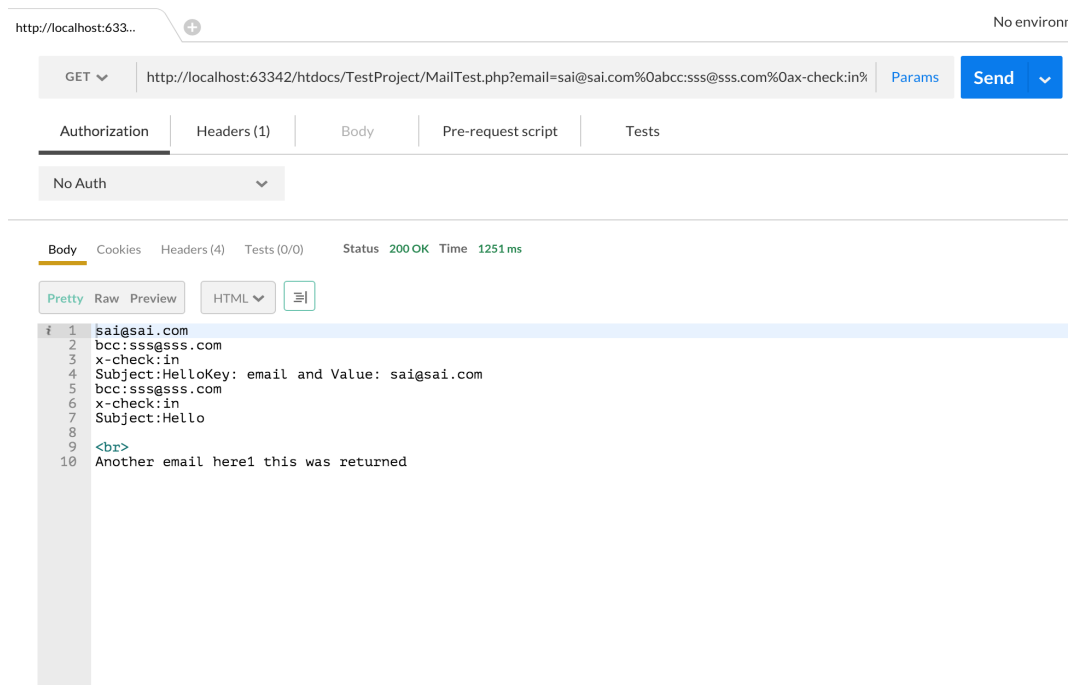 http://localhost:633...
No environ
GET
http://localhost:63342/htdocs/TestProject/MailTest.php?email=sai@sai.com%0abcc:sss@sss.com%0ax-check:in%
Params
Send
Authorization
Headers (1)
Body
Pre-request script
Tests
No Auth
Body
Cookies
Headers (4)
Tests (0/0)
Status 200 OK Time 1251 ms
Pretty Raw Preview
HTML
i 1 sai@sai.com
2 bcc:sss@sss.com
3 x-check:in
4 Subject:HelloKey: email and Value: sai@sai.com
5 bcc:sss@sss.com
6 x-check:in
7 Subject:Hello
8
9 <br>
10 Another email here1 this was returned